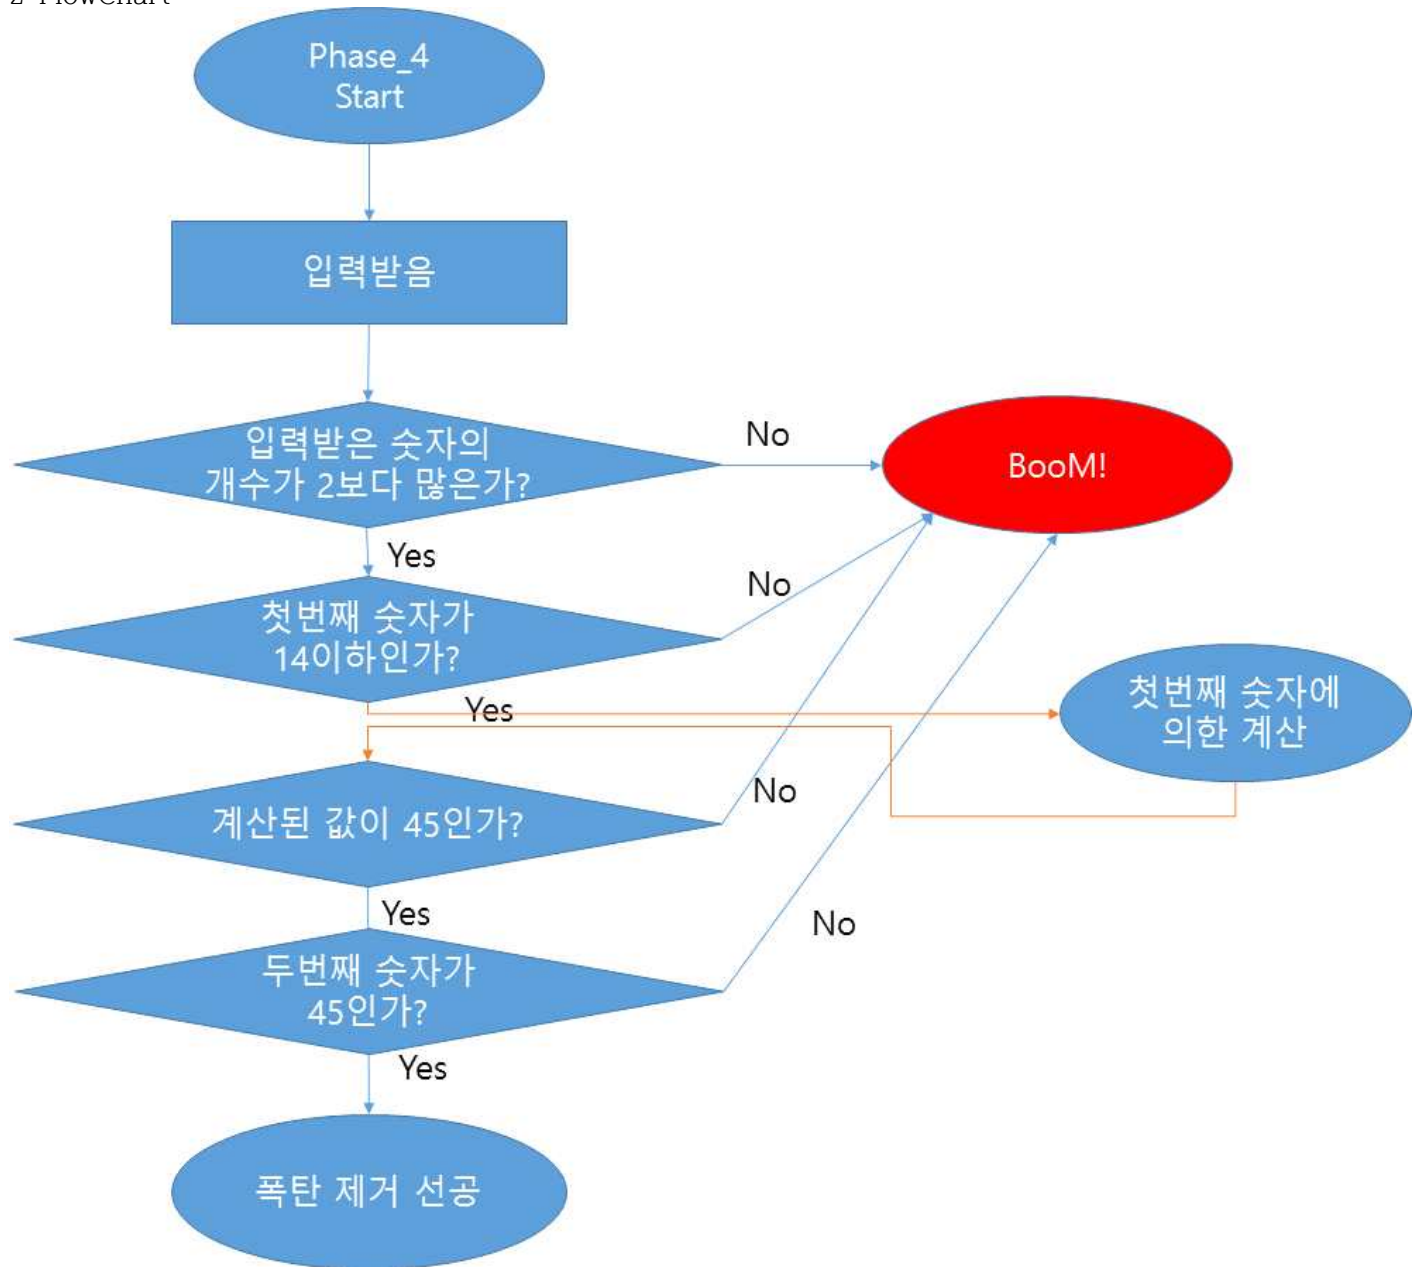 2 FlowChart
Phase_4
Start
입력받음
입력받은 숫자의
개수가 2보다 많은가?
No
BooM!
Yes
첫번째 숫자가
14이하인가?
No
Yes
첫번째 숫자에
의한 계산
계산된 값이 45인가?
No
Yes
두번째 숫자가
45인가?
No
Yes
폭탄 제거 선공